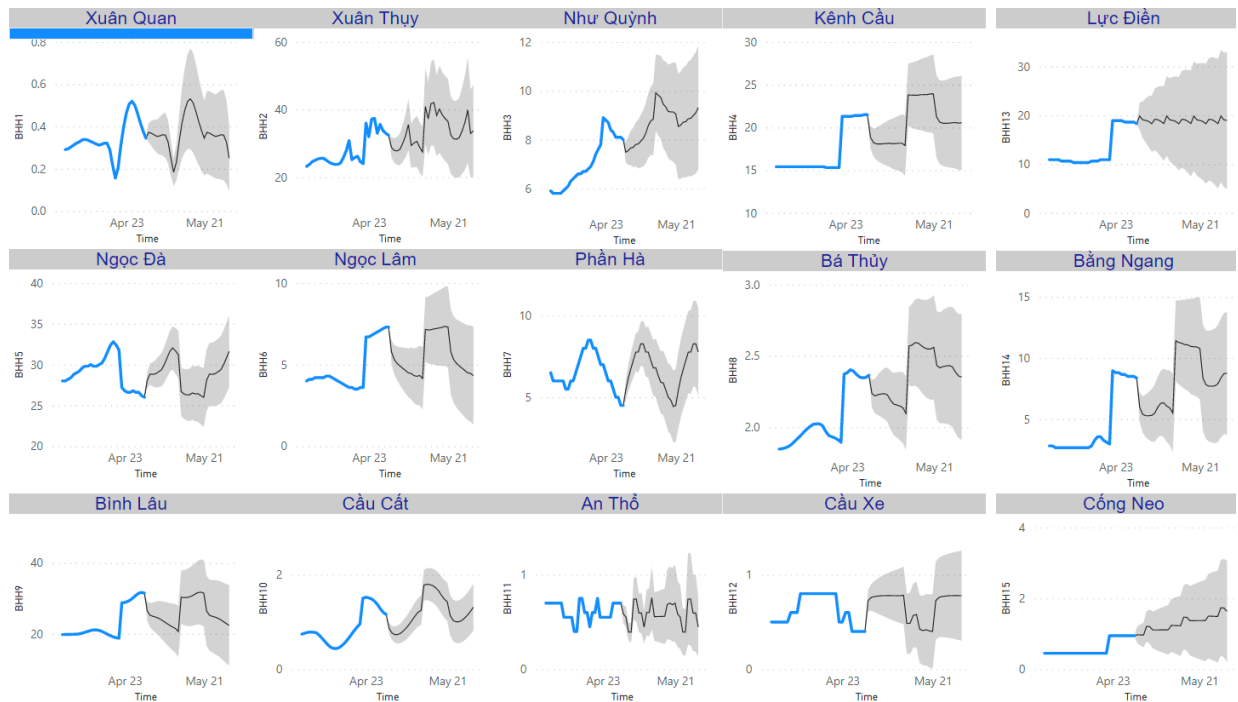 Xuân Quan
0.8
0.6
0.4
0.2
0.0
BHH1
Apr 23
May 21
Time
Xuân Thụy
60
40
20
BHH2
Apr 23
May 21
Time
Như Quỳnh
12
10
8
6
BHH3
Apr 23
May 21
Time
Kênh Cầu
30
25
20
15
10
BHH4
Apr 23
May 21
Time
Lực Điền
30
20
10
0
BHH13
Apr 23
May 21
Time
Ngọc Đà
40
35
30
25
20
BHH5
Apr 23
May 21
Time
Ngọc Lâm
10
5
0
BHH6
Apr 23
May 21
Time
Phần Hà
10
5
BHH7
Apr 23
May 21
Time
Bá Thủy
3.0
2.5
2.0
BHH8
Apr 23
May 21
Time
Bằng Ngang
15
10
5
BHH14
Apr 23
May 21
Time
Bình Lâu
40
20
BHH9
Apr 23
May 21
Time
Cầu Cất
2
1
0
BHH10
Apr 23
May 21
Time
An Thổ
1
0
BHH11
Apr 23
May 21
Time
Cầu Xe
1
0
BHH12
Apr 23
May 21
Time
Cống Neo
4
2
0
BHH15
Apr 23
May 21
Time